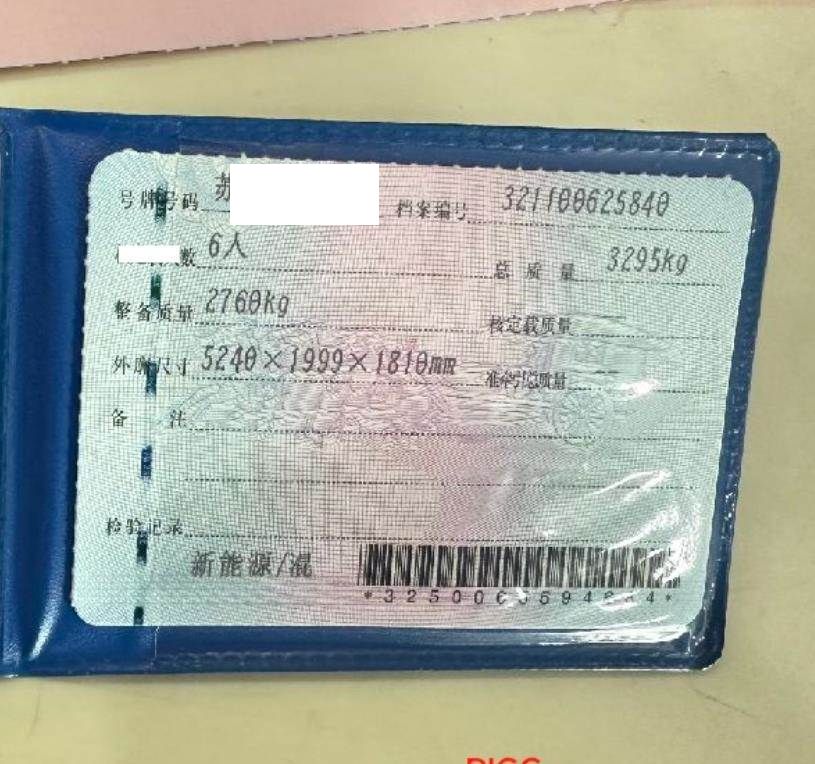 号牌号码 苏 档案编号 321100625840
数 6人 总质量 3295kg
整备质量 2760kg 核定载质量 --
外廓尺寸 5240×1999×1810mm 准牵引总质量 --
备 注
检验记录
新能源/混